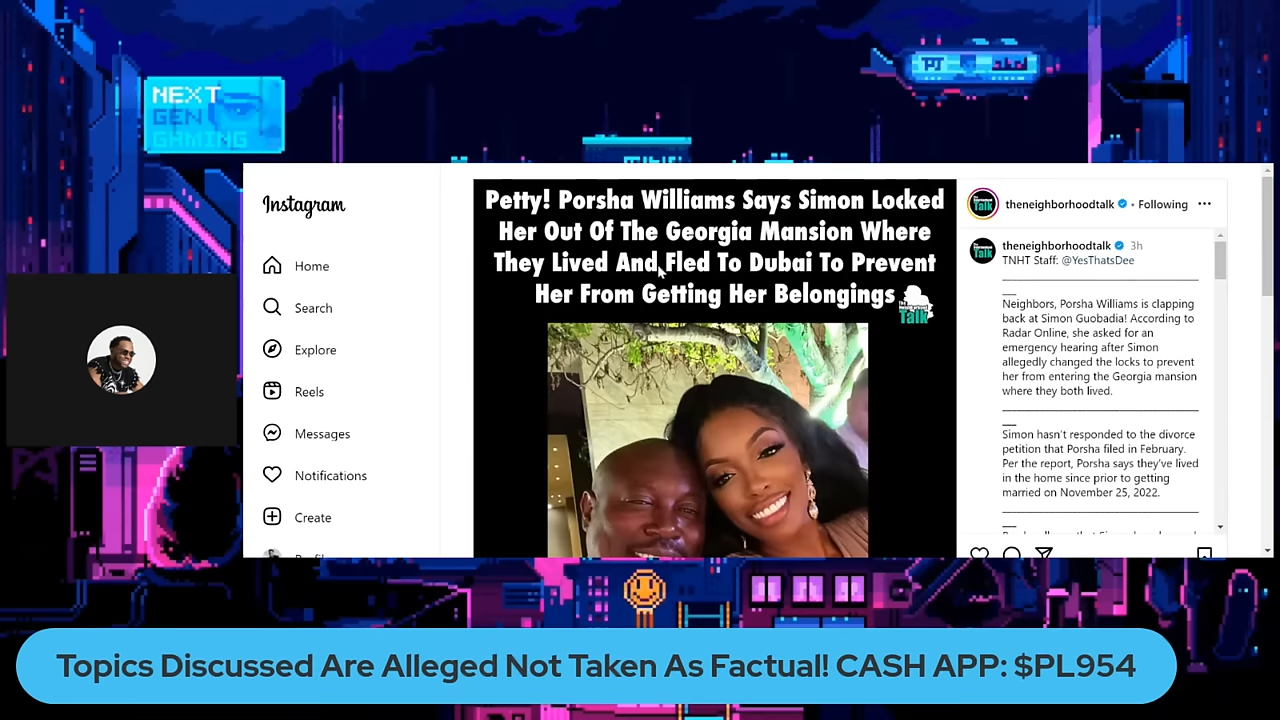 NEXT
GEN
GAMING
Instagram
Home
Search
Explore
Reels
Messages
Notifications
Create
Petty! Porsha Williams Says Simon Locked
Her Out Of The Georgia Mansion Where
They Lived And Fled To Dubai To Prevent
Her From Getting Her Belongings
Talk
Talk
theneighborhoodtalk • Following •••
Talk
theneighborhoodtalk 3h
TNHT Staff: @YesThatsDee
Neighbors, Porsha Williams is clapping
back at Simon Guobadia! According to
Radar Online, she asked for an
emergency hearing after Simon
allegedly changed the locks to prevent
her from entering the Georgia mansion
where they both lived.
Simon hasn't responded to the divorce
petition that Porsha filed in February.
Per the report, Porsha says they've lived
in the home since prior to getting
married on November 25, 2022.
Topics Discussed Are Alleged Not Taken As Factual! CASH APP: $PL954